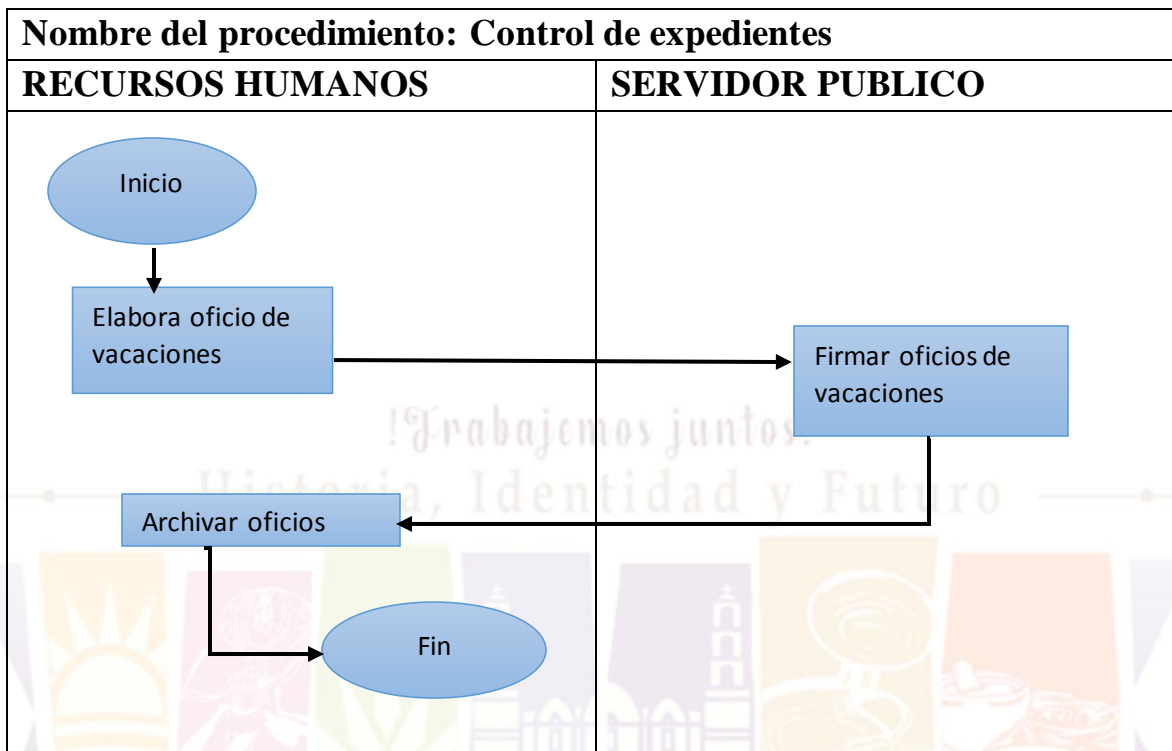 Nombre del procedimiento: Control de expedientes
RECURSOS HUMANOS
SERVIDOR PUBLICO
Inicio
Elabora oficio de
vacaciones
Firmar oficios de
vacaciones
!Trabajemos juntos!
Historia, Identidad y Futuro
Archivar oficios
Fin